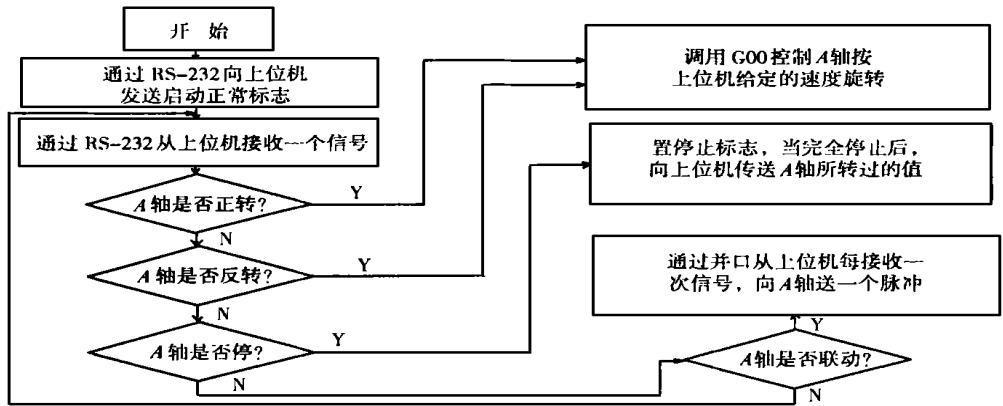 开 始
通过 RS-232 向上位机
发送启动正常标志
通过 RS-232 从上位机接收一个信号
A 轴是否正转?
Y
N
A 轴是否反转?
Y
N
A 轴是否停?
Y
N
调用 G00 控制 A 轴按
上位机给定的速度旋转
置停止标志，当完全停止后，
向上位机传送 A 轴所转过的值
通过并口从上位机每接收一
次信号，向 A 轴送一个脉冲
Y
A 轴是否联动?
N